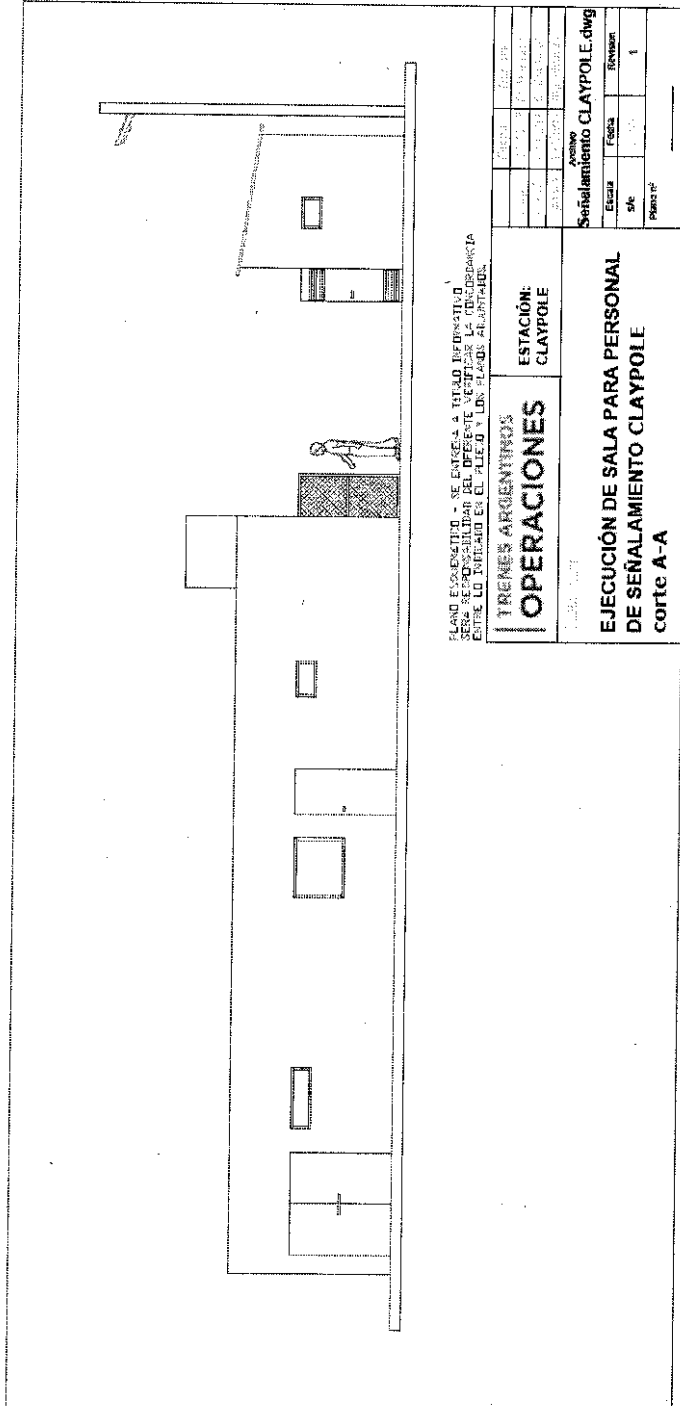 PLANO ESQUEMATICO - SE ENTREGA A TITULO INFORMATIVO
SERA RESPONSABILIDAD DEL OFERENTE VERIFICAR LA CONCORDANCIA
ENTRE LO INDICADO EN EL PLIEGO Y LOS PLANOS ADJUNTADOS.
TRENES ARGENTINOS
OPERACIONES
ESTACIÓN:
CLAYPOLE
Archivo
Señalamiento CLAYPOLE.dwg
Escala
Fecha
Revision
s/e
1
Plano nº
EJECUCIÓN DE SALA PARA PERSONAL
DE SEÑALAMIENTO CLAYPOLE
corte A-A